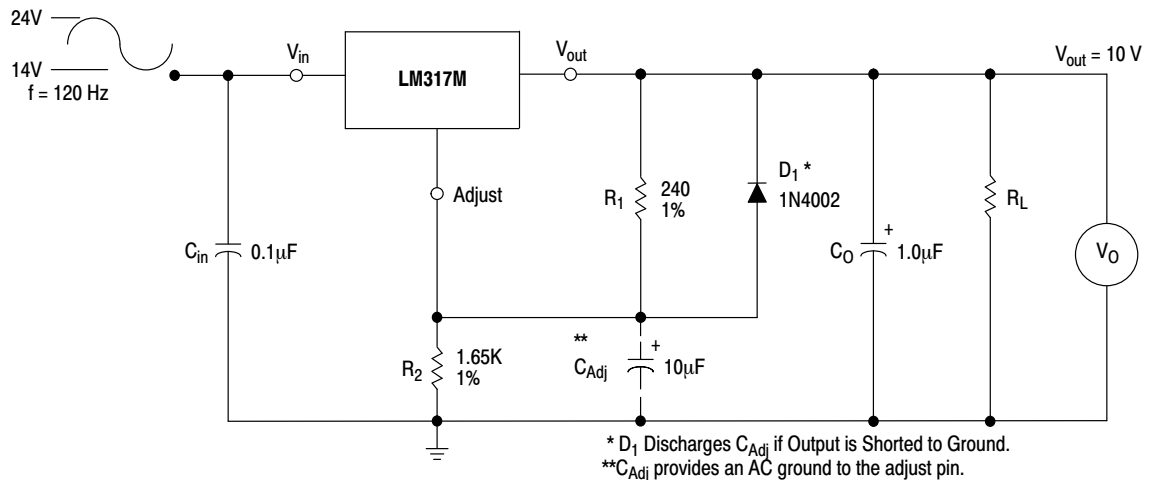 24V
14V
f = 120 Hz
Vin
LM317M
Vout
Vout = 10 V
Adjust
R1
240
1%
D1 *
1N4002
RL
Cin
0.1μF
CO
+
1.0μF
VO
R2
1.65K
1%
**
CAdj
+
10μF
* D1 Discharges CAdj if Output is Shorted to Ground.
**CAdj provides an AC ground to the adjust pin.